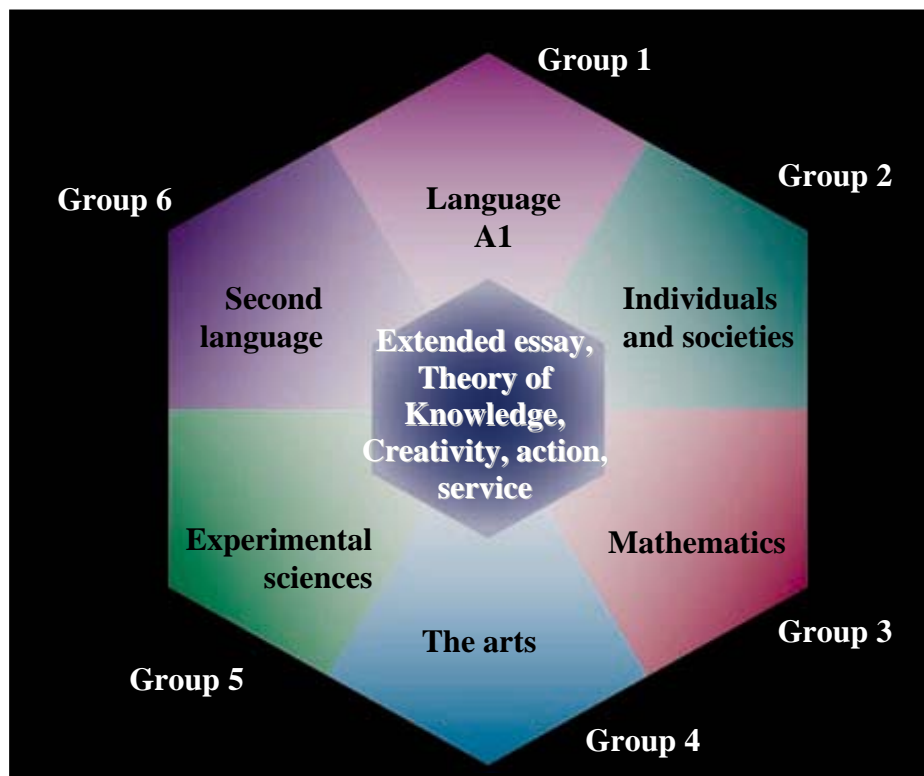 Group 1
Group 2
Group 6
Language
A1
Second
language
Individuals
and societies
Extended essay,
Theory of
Knowledge,
Creativity, action,
service
Experimental
sciences
Mathematics
The arts
Group 3
Group 5
Group 4